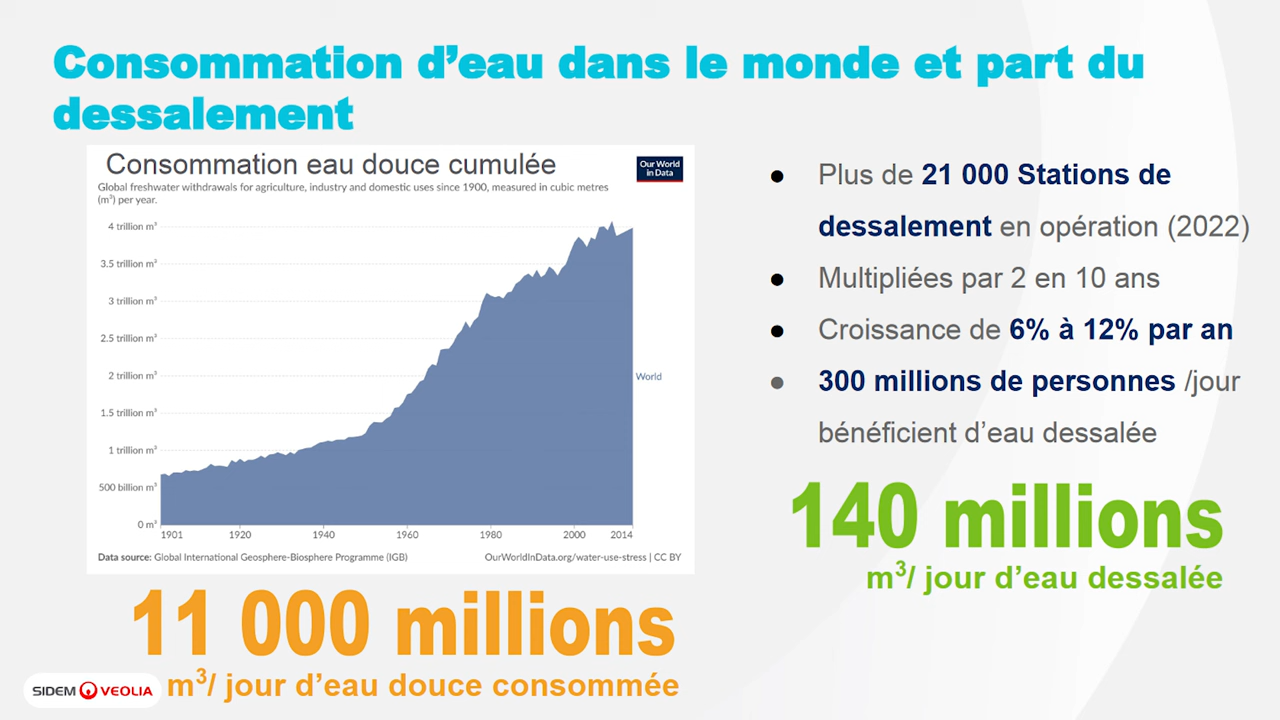 Consommation d'eau dans le monde et part du
dessalement
Consommation eau douce cumulée
Our World
in Data
Global freshwater withdrawals for agriculture, industry and domestic uses since 1900, measured in cubic metres
(m³) per year.
4 trillion m³
3.5 trillion m³
3 trillion m³
2.5 trillion m³
2 trillion m³
1.5 trillion m³
1 trillion m³
500 billion m³
0 m³
World
1901 1920 1940 1960 1980 2000 2014
Data source: Global International Geosphere-Biosphere Programme (IGB) OurWorldInData.org/water-use-stress | CC BY
11 000 millions
m³/ jour d'eau douce consommée
SIDEM VEOLIA
● Plus de 21 000 Stations de
dessalement en opération (2022)
● Multipliées par 2 en 10 ans
● Croissance de 6% à 12% par an
● 300 millions de personnes /jour
bénéficient d'eau dessalée
140 millions
m³/ jour d'eau dessalée